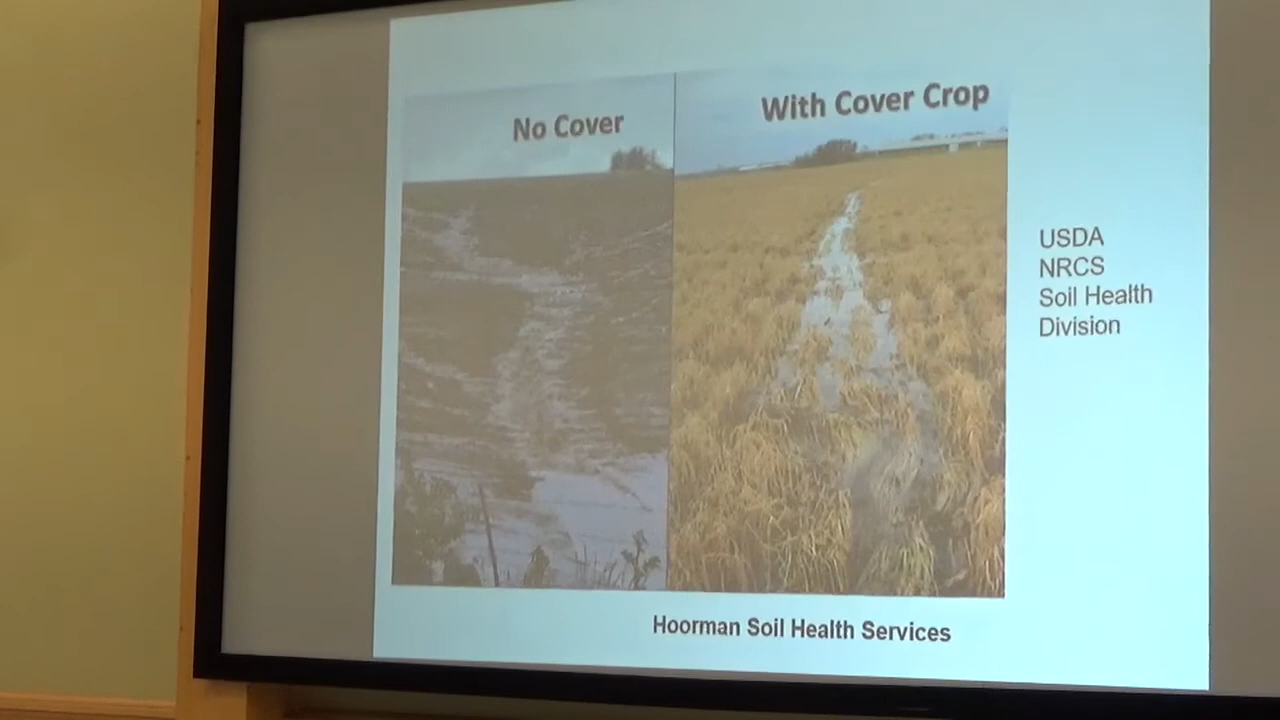 No Cover
With Cover Crop
USDA
NRCS
Soil Health
Division
Hoorman Soil Health Services